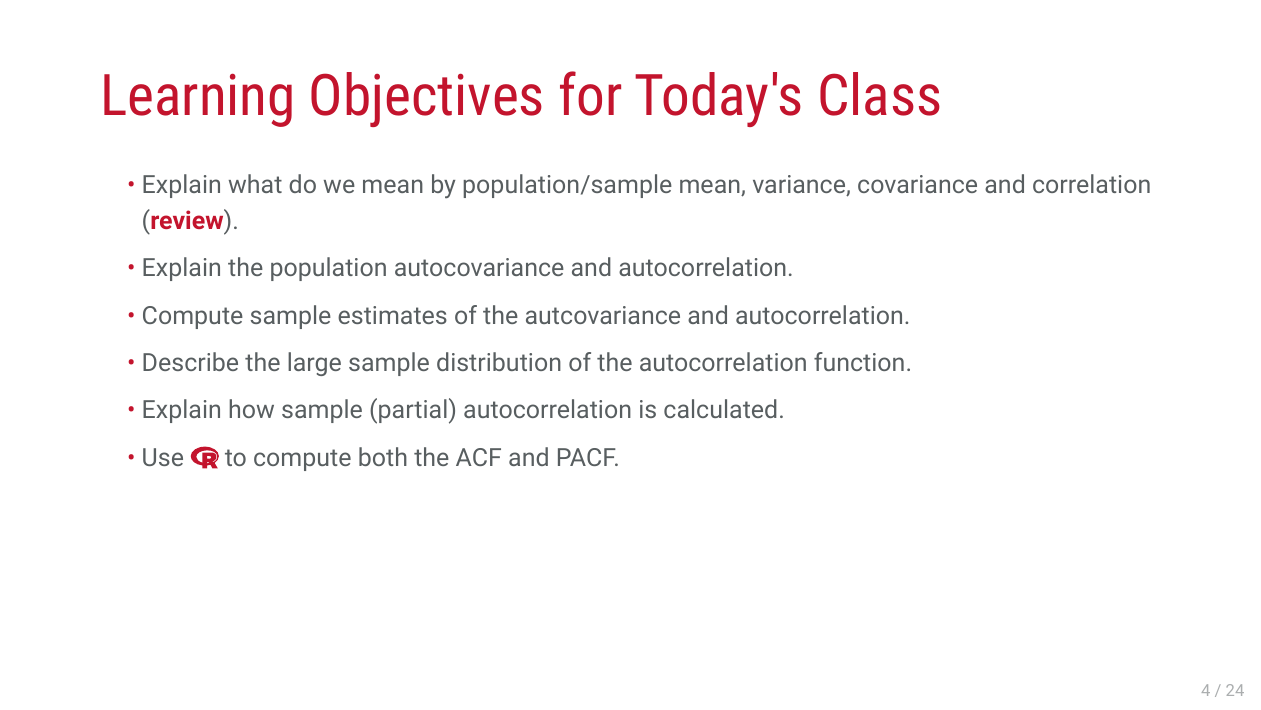 Learning Objectives for Today's Class
• Explain what do we mean by population/sample mean, variance, covariance and correlation
(review).
• Explain the population autocovariance and autocorrelation.
• Compute sample estimates of the autcovariance and autocorrelation.
• Describe the large sample distribution of the autocorrelation function.
• Explain how sample (partial) autocorrelation is calculated.
• Use R to compute both the ACF and PACF.
4 / 24